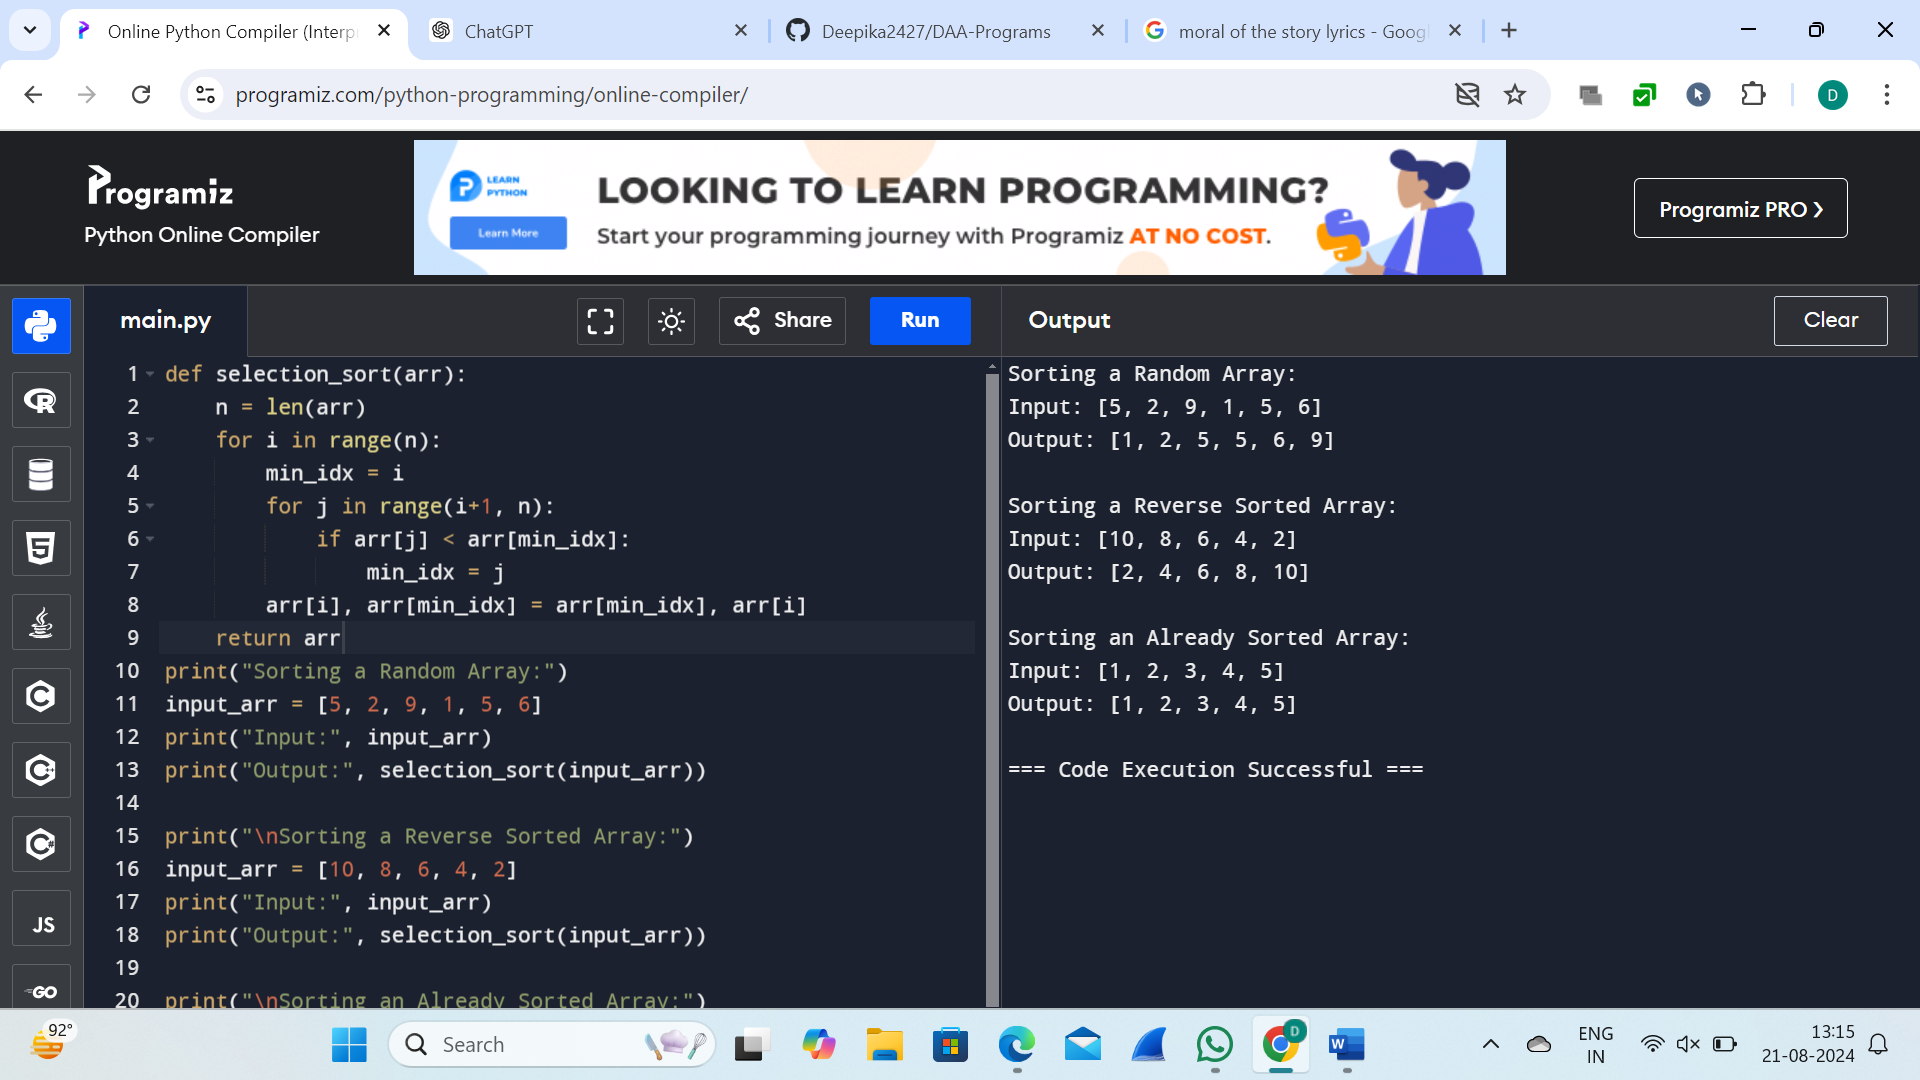 Online Python Compiler (Interp
ChatGPT
Deepika2427/DAA-Programs
moral of the story lyrics - Goog
programiz.com/python-programming/online-compiler/
D
Programiz
Python Online Compiler
LEARN
PYTHON
Learn More
LOOKING TO LEARN PROGRAMMING?
Start your programming journey with Programiz AT NO COST.
Programiz PRO ❯
main.py
Share
Run
Output
Clear
1 def selection_sort(arr):
2     n = len(arr)
3     for i in range(n):
4         min_idx = i
5         for j in range(i+1, n):
6             if arr[j] < arr[min_idx]:
7                 min_idx = j
8         arr[i], arr[min_idx] = arr[min_idx], arr[i]
9     return arr
10 print("Sorting a Random Array:")
11 input_arr = [5, 2, 9, 1, 5, 6]
12 print("Input:", input_arr)
13 print("Output:", selection_sort(input_arr))
14
15 print("\nSorting a Reverse Sorted Array:")
16 input_arr = [10, 8, 6, 4, 2]
17 print("Input:", input_arr)
18 print("Output:", selection_sort(input_arr))
19
20 print("\nSorting an Already Sorted Array:")
Sorting a Random Array:
Input: [5, 2, 9, 1, 5, 6]
Output: [1, 2, 5, 5, 6, 9]
Sorting a Reverse Sorted Array:
Input: [10, 8, 6, 4, 2]
Output: [2, 4, 6, 8, 10]
Sorting an Already Sorted Array:
Input: [1, 2, 3, 4, 5]
Output: [1, 2, 3, 4, 5]
=== Code Execution Successful ===
R
5
C
C++
C#
JS
GO
92°
Search
D
W
ENG
IN
13:15
21-08-2024